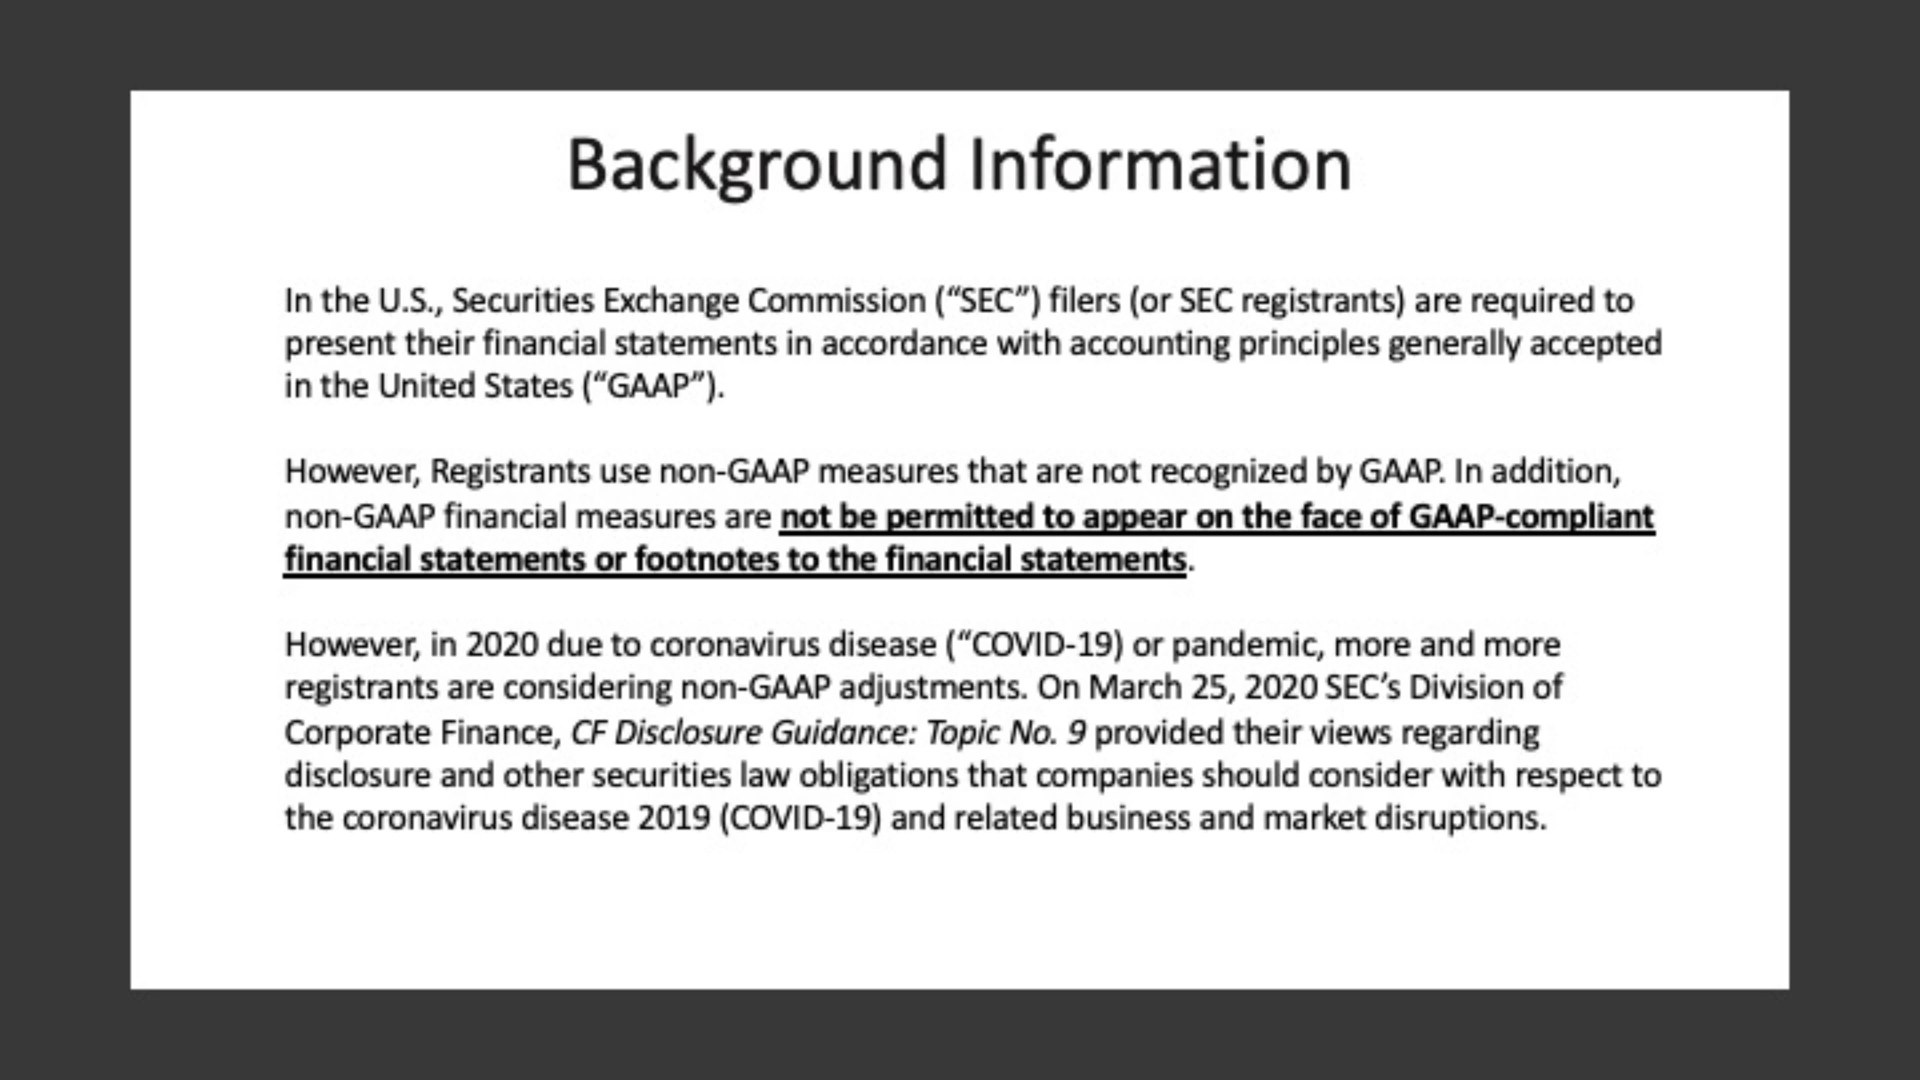 Background Information
In the U.S., Securities Exchange Commission (“SEC”) filers (or SEC registrants) are required to
present their financial statements in accordance with accounting principles generally accepted
in the United States (“GAAP”).
However, Registrants use non-GAAP measures that are not recognized by GAAP. In addition,
non-GAAP financial measures are not be permitted to appear on the face of GAAP-compliant
financial statements or footnotes to the financial statements.
However, in 2020 due to coronavirus disease (“COVID-19) or pandemic, more and more
registrants are considering non-GAAP adjustments. On March 25, 2020 SEC’s Division of
Corporate Finance, CF Disclosure Guidance: Topic No. 9 provided their views regarding
disclosure and other securities law obligations that companies should consider with respect to
the coronavirus disease 2019 (COVID-19) and related business and market disruptions.